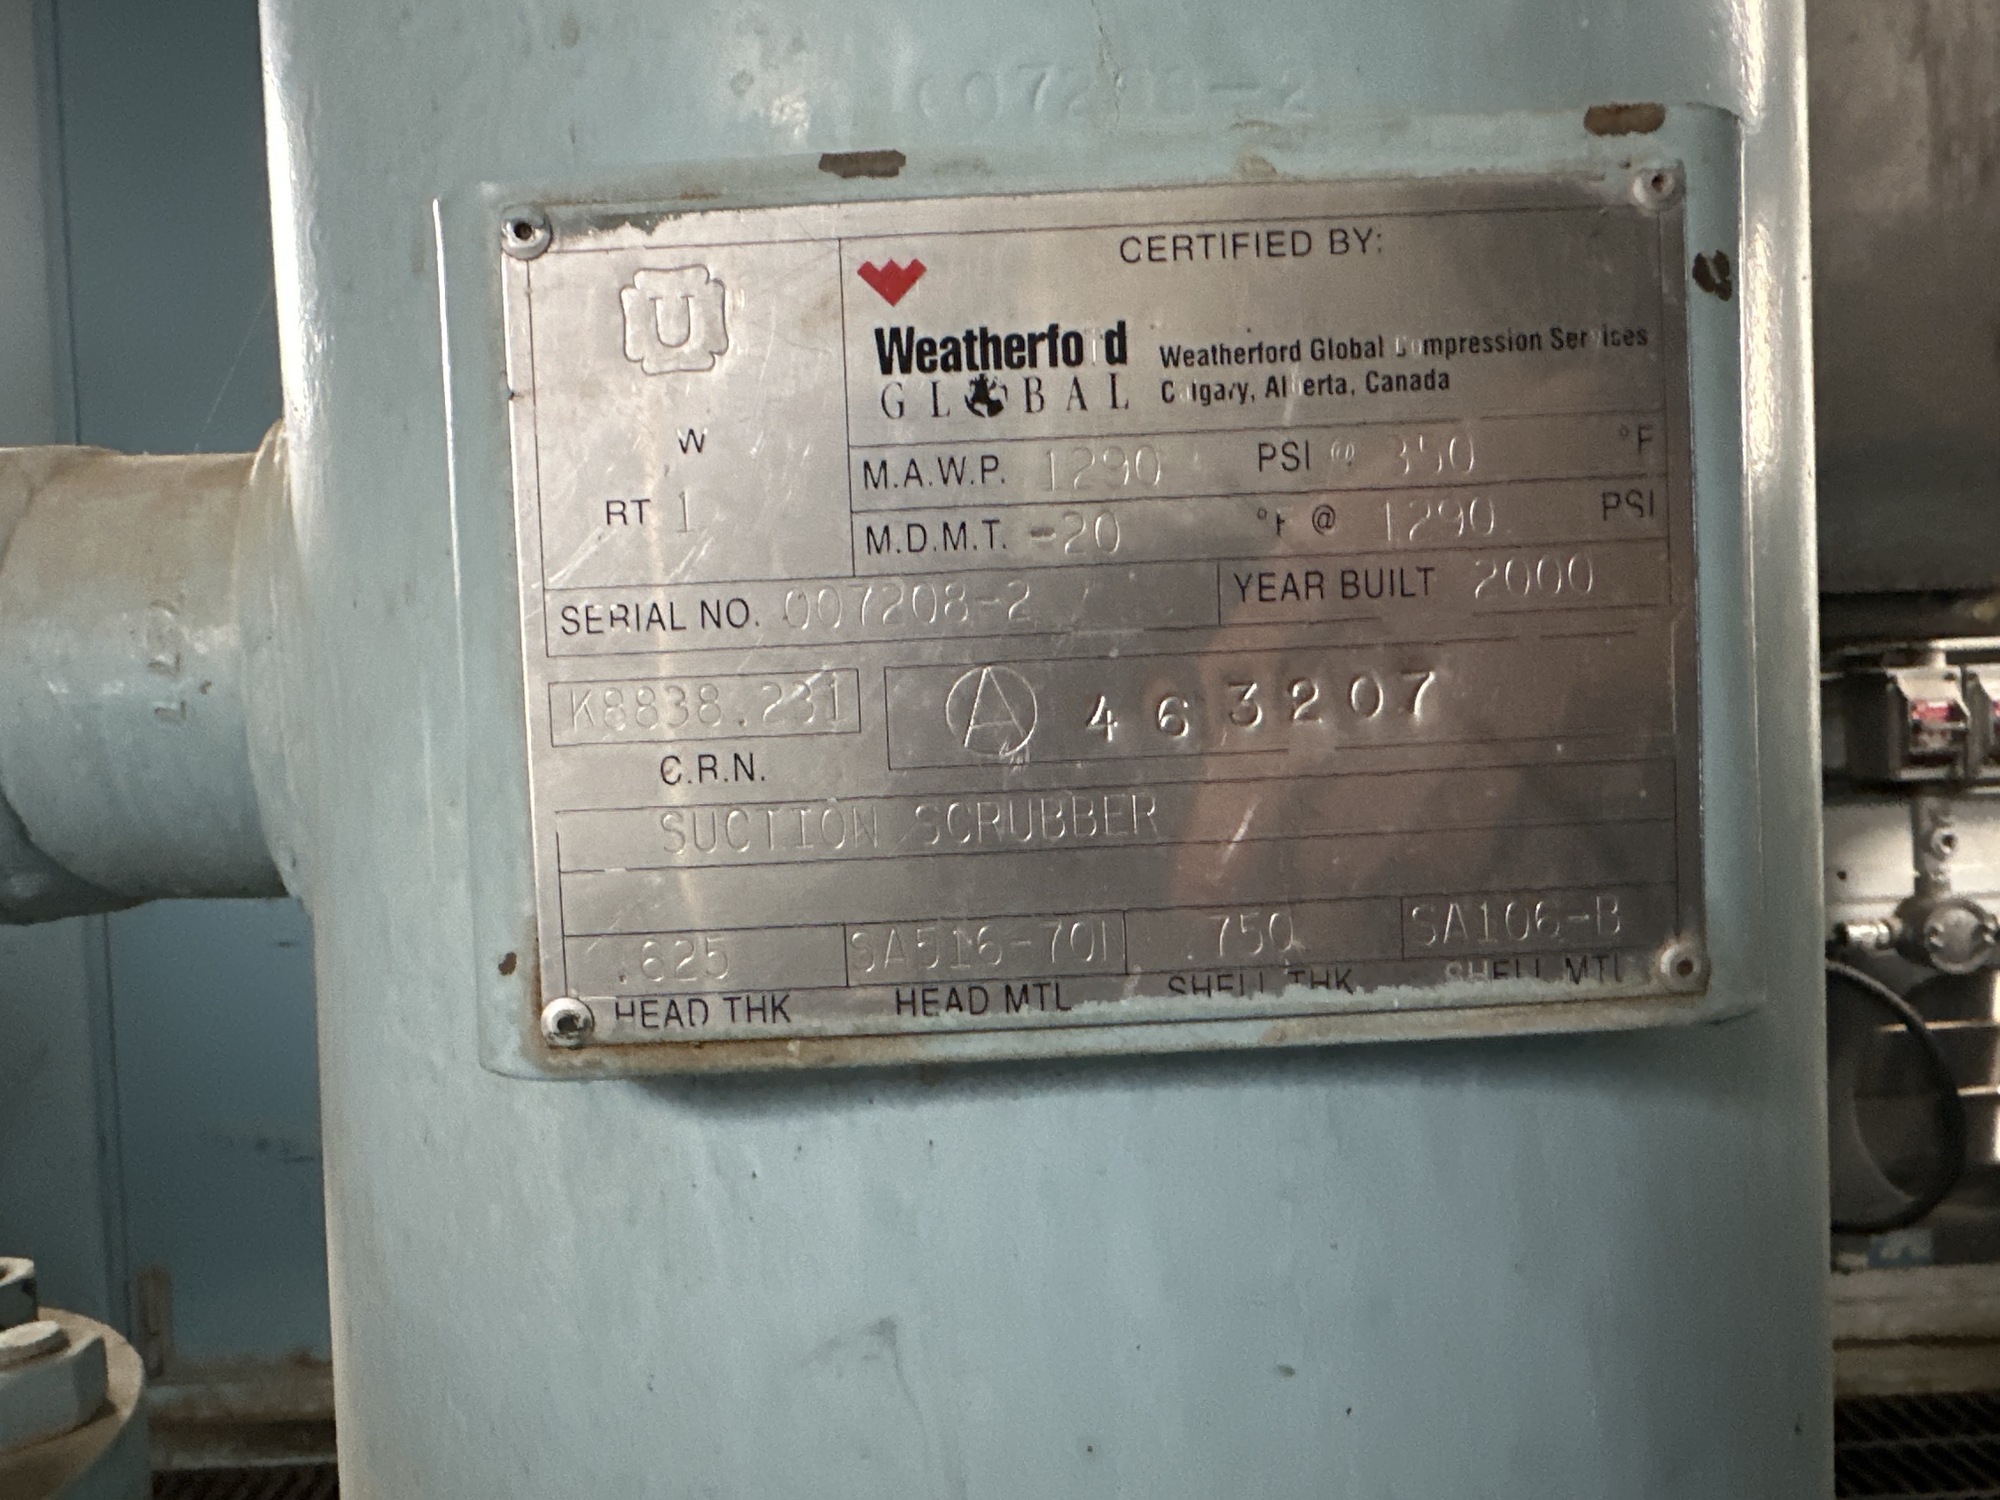 007208-2
U
W
RT 1
CERTIFIED BY:
Weatherford
GLOBAL
Weatherford Global Compression Services
Calgary, Alberta, Canada
M.A.W.P. 1290 PSI @ 350 °F
M.D.M.T. -20 °F @ 1290 PSI
SERIAL NO. 007208-2 YEAR BUILT 2000
K8838.231
C.R.N.
A 463207
SUCTION SCRUBBER
.625 SA516-70N .750 SA106-B
HEAD THK HEAD MTL SHELL THK SHELL MTL